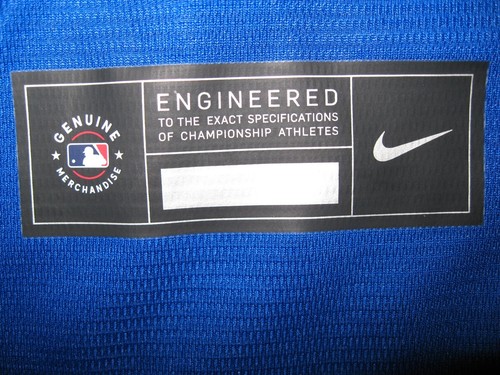 GENUINE
MERCHANDISE
ENGINEERED
TO THE EXACT SPECIFICATIONS
OF CHAMPIONSHIP ATHLETES